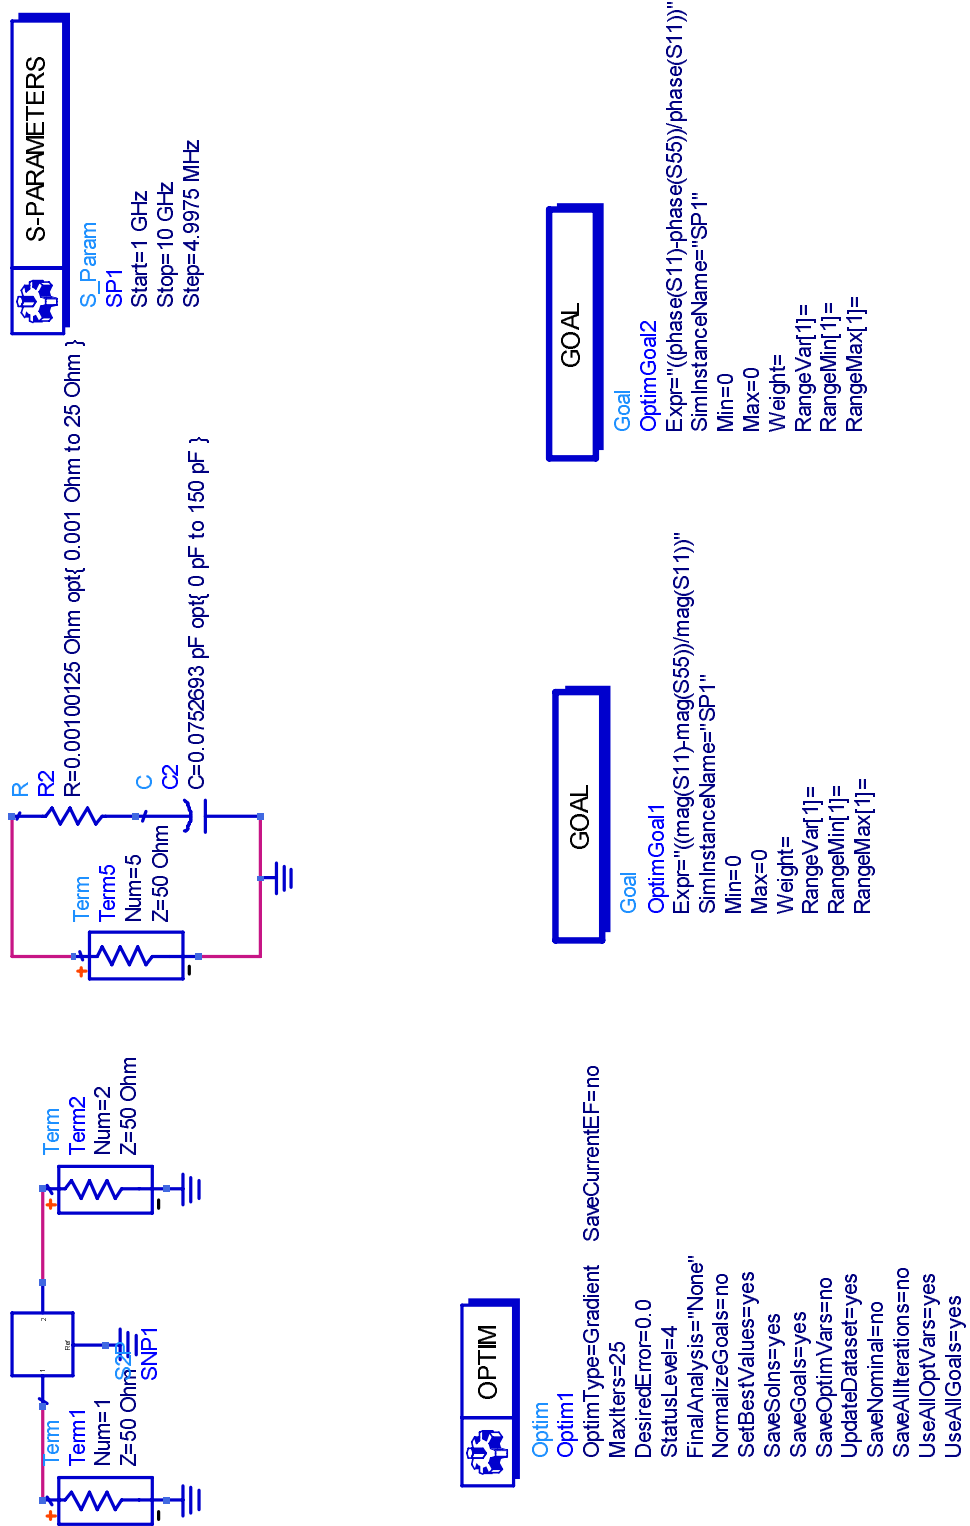 Term
Term1
Num=1
Z=50 Ohm
1
2
Ref
S2P
SNP1
Term
Term2
Num=2
Z=50 Ohm
Term
Term5
Num=5
Z=50 Ohm
R
R2
R=0.00100125 Ohm opt{ 0.001 Ohm to 25 Ohm }
C
C2
C=0.0752693 pF opt{ 0 pF to 150 pF }
S-PARAMETERS
S_Param
SP1
Start=1 GHz
Stop=10 GHz
Step=4.9975 MHz
OPTIM
Optim
Optim1
OptimType=Gradient SaveCurrentEF=no
MaxIters=25
DesiredError=0.0
StatusLevel=4
FinalAnalysis="None"
NormalizeGoals=no
SetBestValues=yes
SaveSolns=yes
SaveGoals=yes
SaveOptimVars=no
UpdateDataset=yes
SaveNominal=no
SaveAllIterations=no
UseAllOptVars=yes
UseAllGoals=yes
GOAL
Goal
OptimGoal1
Expr="((mag(S11)-mag(S55))/mag(S11))"
SimInstanceName="SP1"
Min=0
Max=0
Weight=
RangeVar[1]=
RangeMin[1]=
RangeMax[1]=
GOAL
Goal
OptimGoal2
Expr="((phase(S11)-phase(S55))/phase(S11))"
SimInstanceName="SP1"
Min=0
Max=0
Weight=
RangeVar[1]=
RangeMin[1]=
RangeMax[1]=